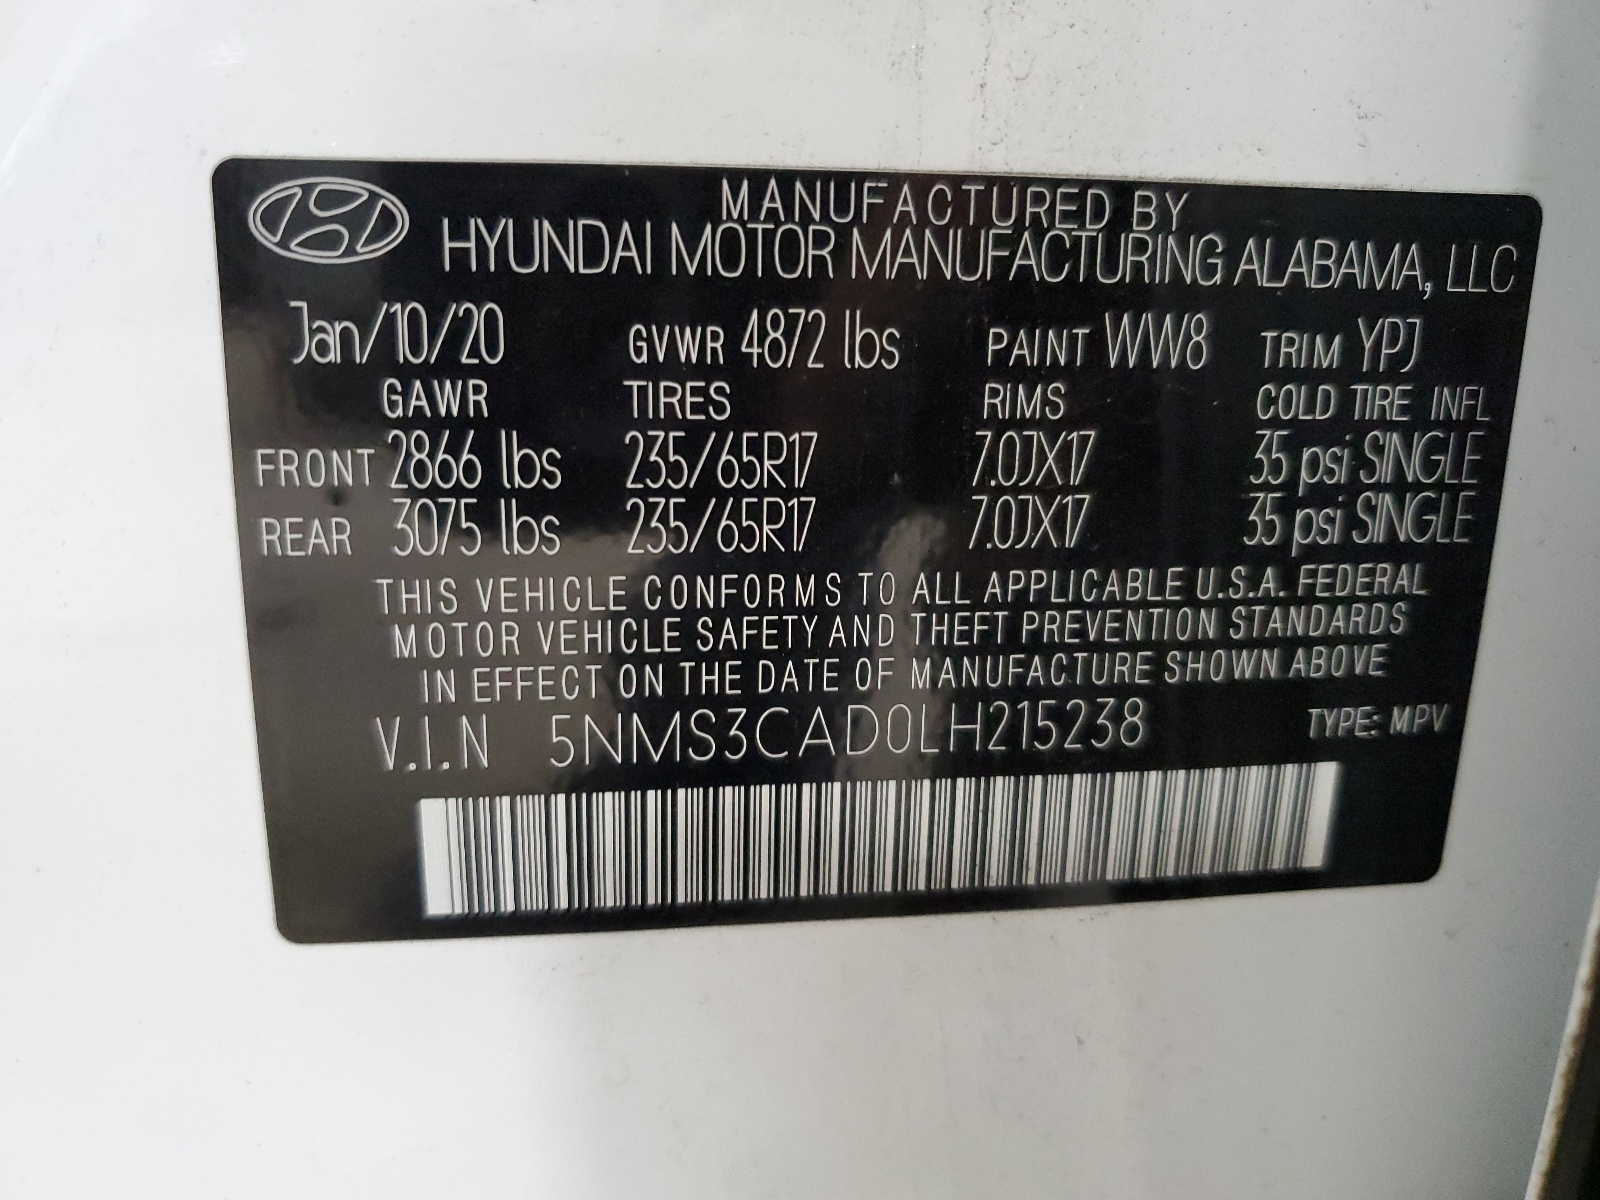 MANUFACTURED BY
HYUNDAI MOTOR MANUFACTURING ALABAMA, LLC
Jan/10/20 GVWR 4872 lbs PAINT WW8 TRIM YPJ
GAWR TIRES RIMS COLD TIRE INFL
FRONT 2866 lbs 235/65R17 7.0JX17 35 psi SINGLE
REAR 3075 lbs 235/65R17 7.0JX17 35 psi SINGLE
THIS VEHICLE CONFORMS TO ALL APPLICABLE U.S.A. FEDERAL
MOTOR VEHICLE SAFETY AND THEFT PREVENTION STANDARDS
IN EFFECT ON THE DATE OF MANUFACTURE SHOWN ABOVE
V.I.N 5NMS3CAD0LH215238 TYPE: MPV